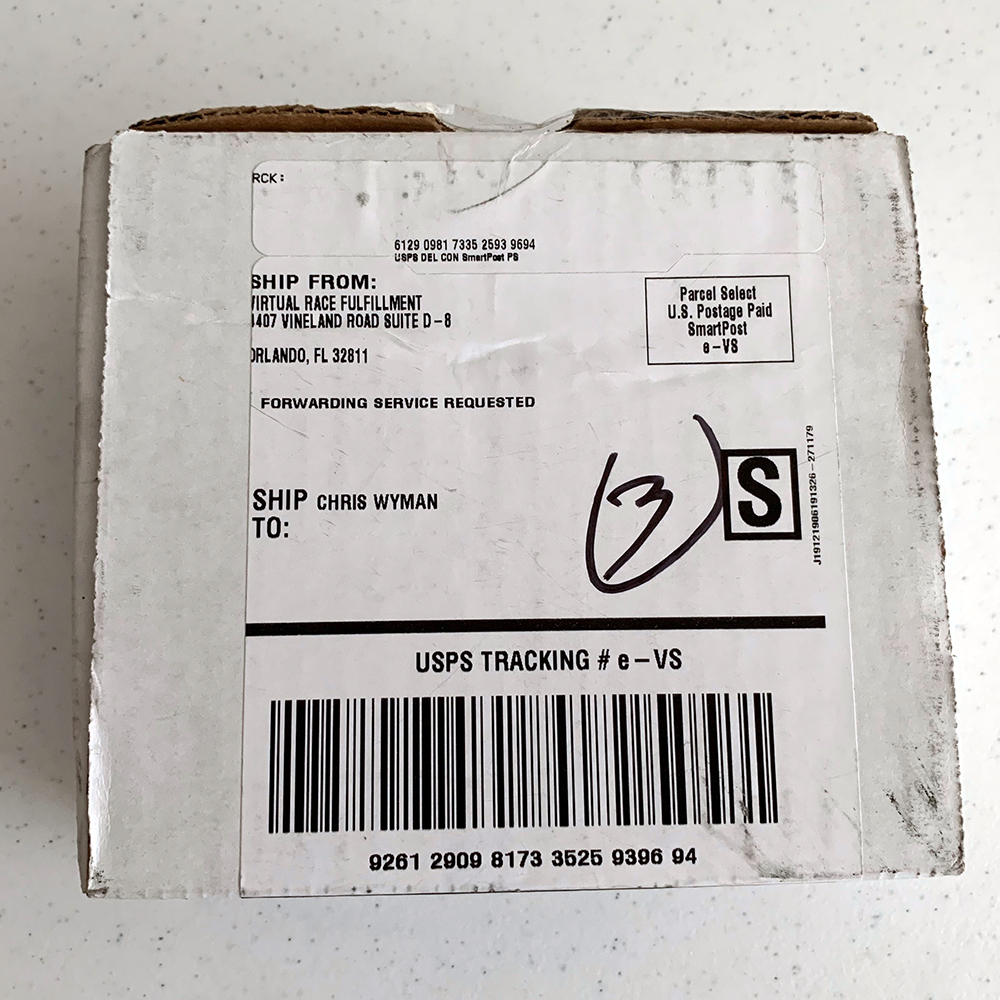 RCK:
6129 0981 7335 2593 9694
USPS DEL CON SmartPost PS
SHIP FROM:
VIRTUAL RACE FULFILLMENT
4407 VINELAND ROAD SUITE D-8
ORLANDO, FL 32811
Parcel Select
U.S. Postage Paid
SmartPost
e-VS
FORWARDING SERVICE REQUESTED
SHIP TO: CHRIS WYMAN
3
S
J19121906191326-271179
USPS TRACKING # e-VS
9261 2909 8173 3525 9396 94